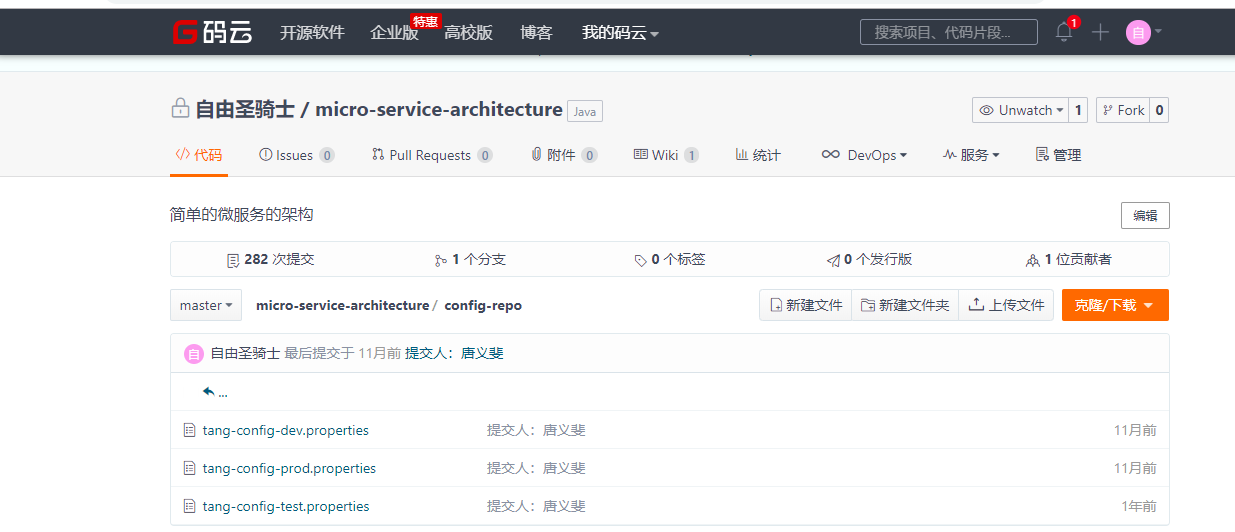 码云 开源软件 企业版 特惠 高校版 博客 我的码云 搜索项目、代码片段... 1 自
自由圣骑士 / micro-service-architecture Java Unwatch 1 Fork 0
代码 Issues 0 Pull Requests 0 附件 0 Wiki 1 统计 DevOps 服务 管理
简单的微服务的架构 编辑
282 次提交 1 个分支 0 个标签 0 个发行版 1 位贡献者
master micro-service-architecture / config-repo 新建文件 新建文件夹 上传文件 克隆/下载
自 自由圣骑士 最后提交于 11月前 提交人：唐义斐
...
tang-config-dev.properties 提交人：唐义斐 11月前
tang-config-prod.properties 提交人：唐义斐 11月前
tang-config-test.properties 提交人：唐义斐 1年前